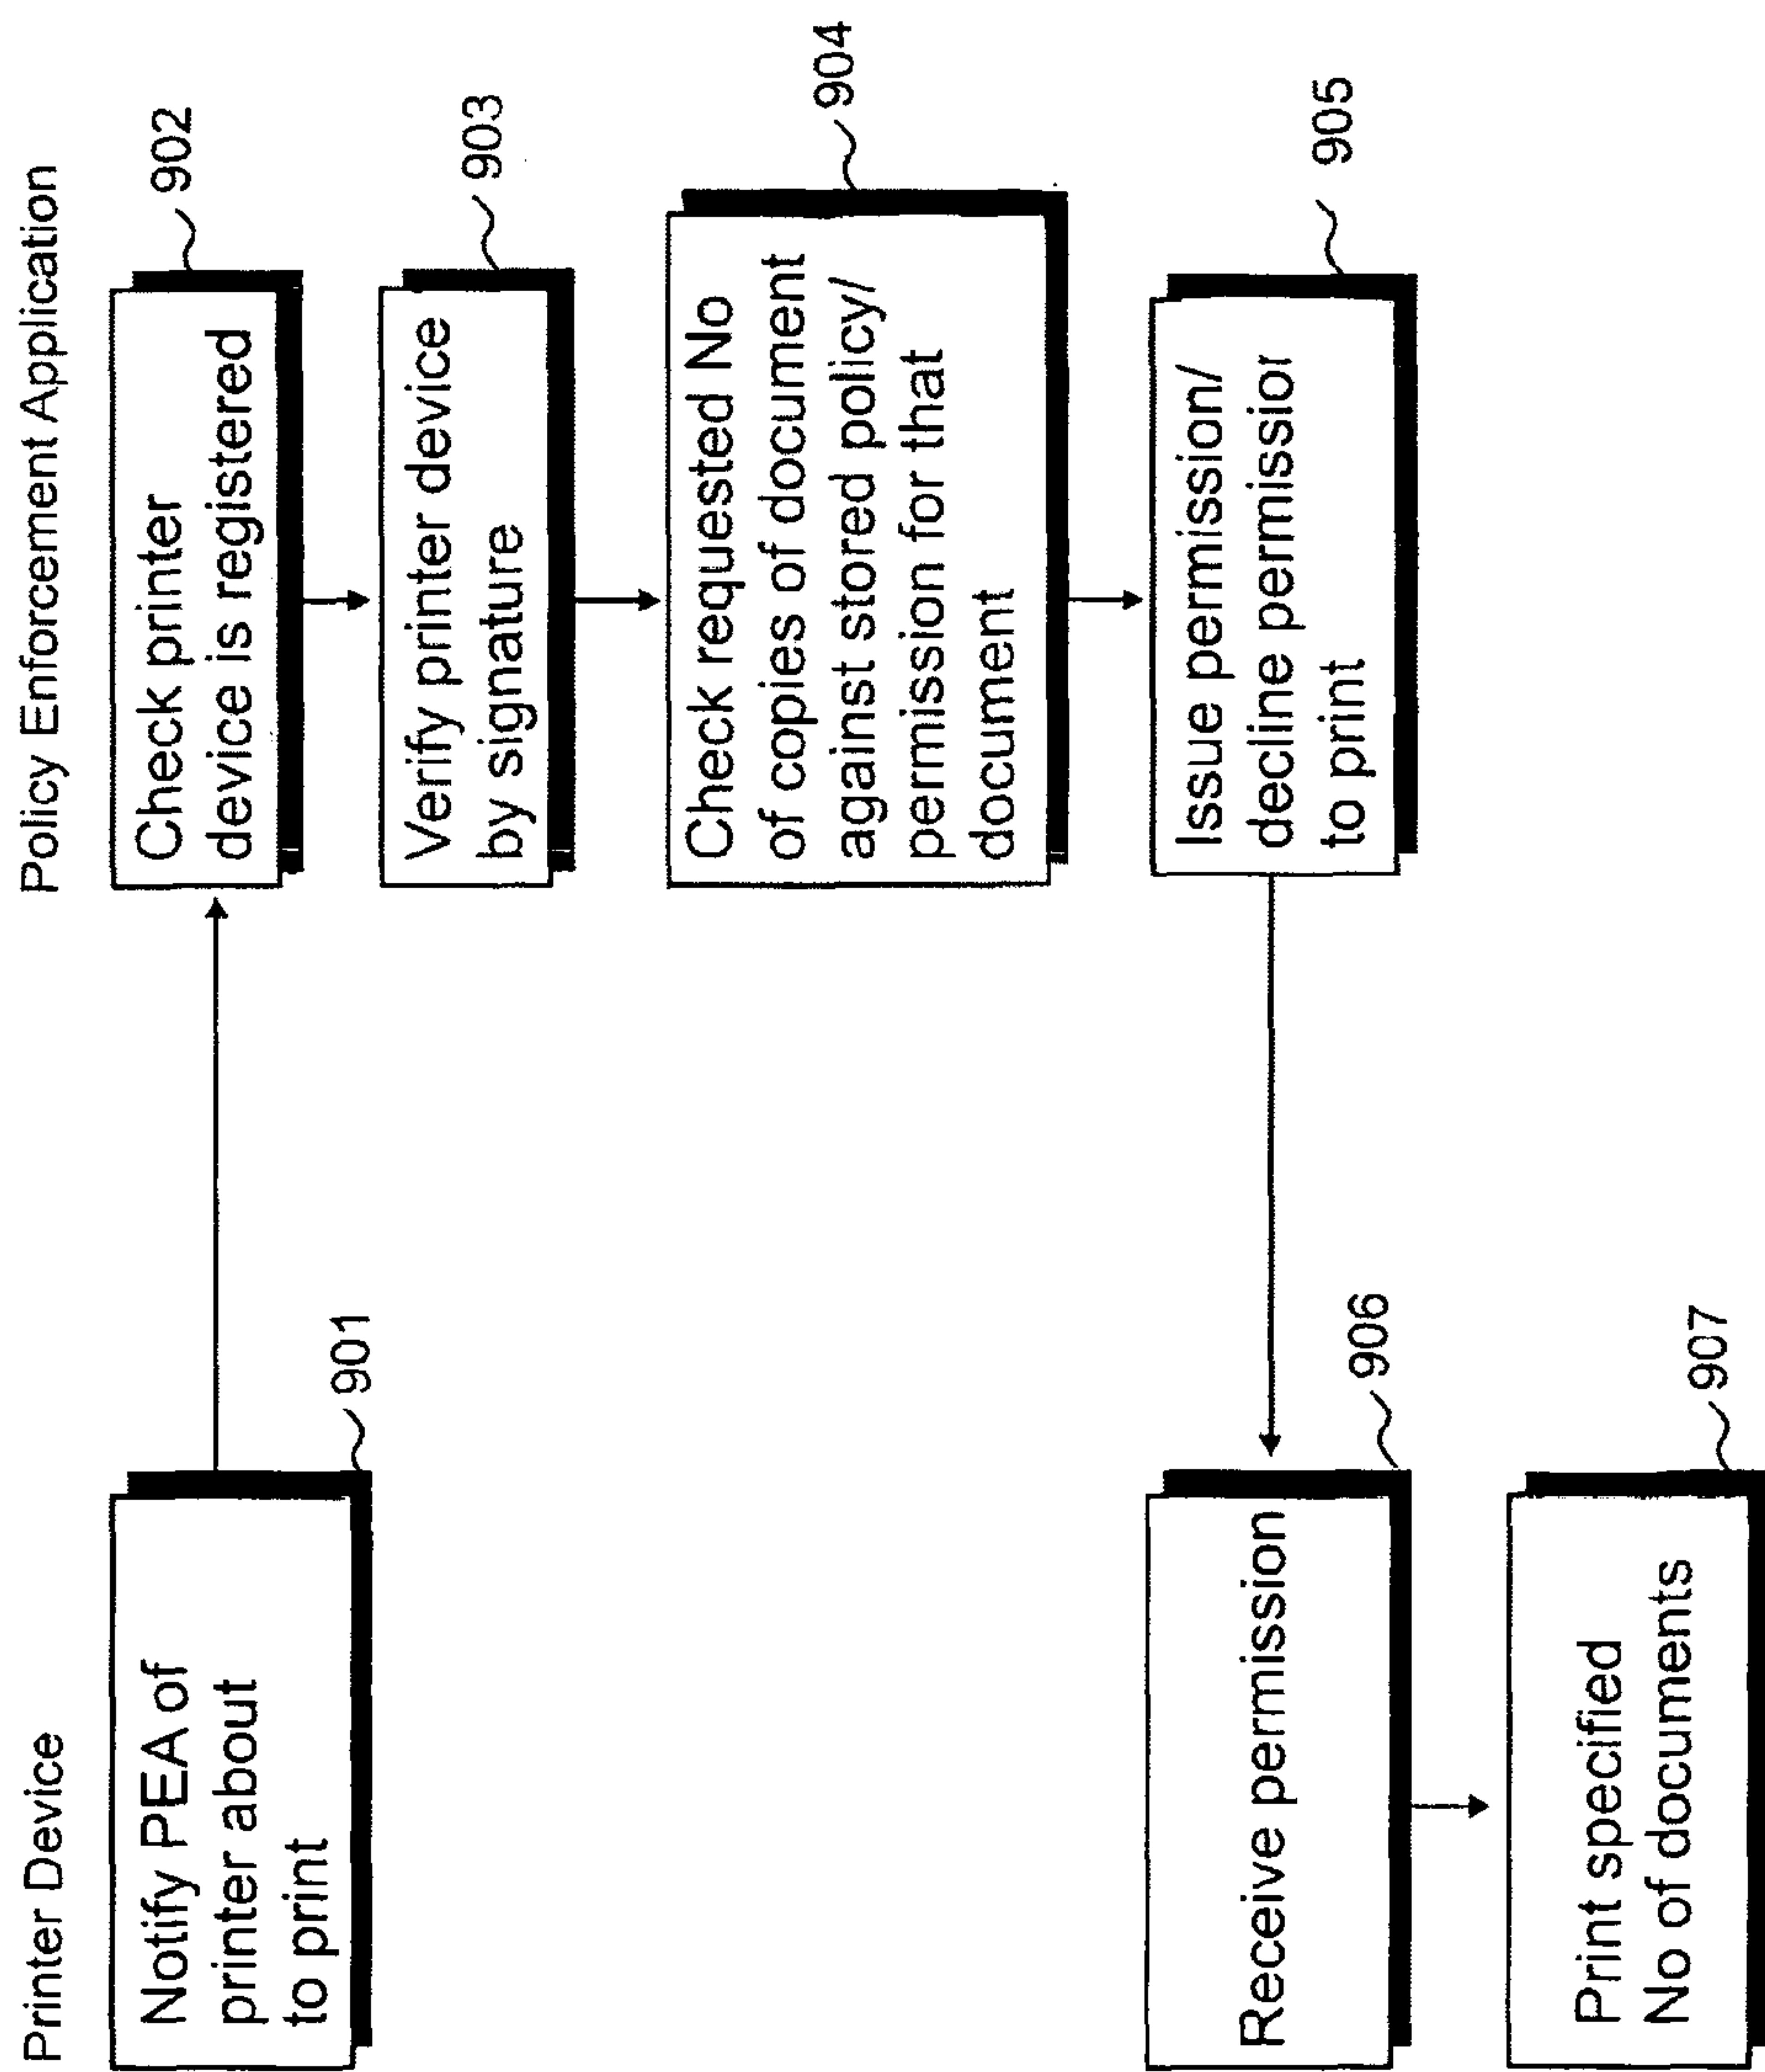 Printer Device
Policy Enforcement Application
Notify PEA of
printer about
to print
901
Check printer
device is registered
902
Verify printer device
by signature
903
Check requested No
of copies of document
against stored policy/
permission for that
document
904
Issue permission/
decline permission
to print
905
Receive permission
906
Print specified
No of documents
907